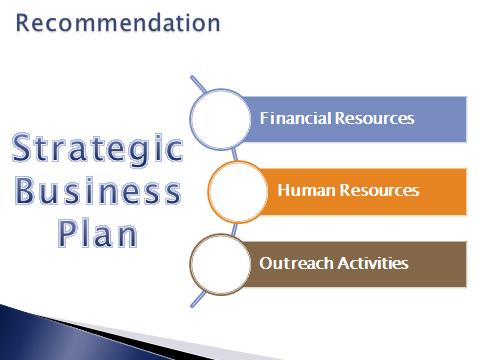 Recommendation
Strategic
Business
Plan
Financial Resources
Human Resources
Outreach Activities